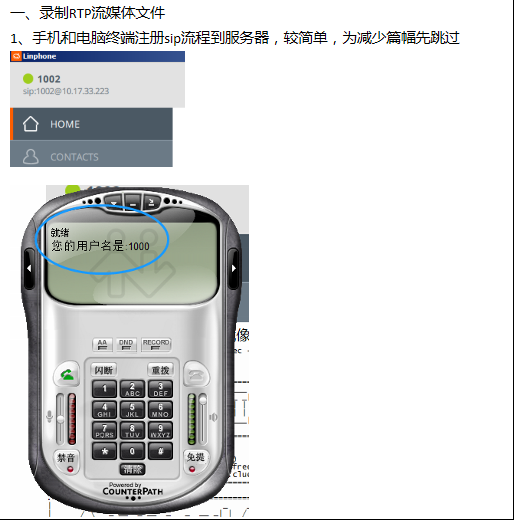 一、录制RTP流媒体文件
1、手机和电脑终端注册sip流程到服务器，较简单，为减少篇幅先跳过
Linphone
1002
sip:1002@10.17.33.223
HOME
CONTACTS
就绪
您的用户名是:1000
AA DND RECORD
闪断 重拨
1 2 ABC 3 DEF
4 GHI 5 JKL 6 MNO
7 PQRS 8 TUV 9 WXYZ
* 0 #
禁音 清除 免提
Powered by
COUNTERPATH